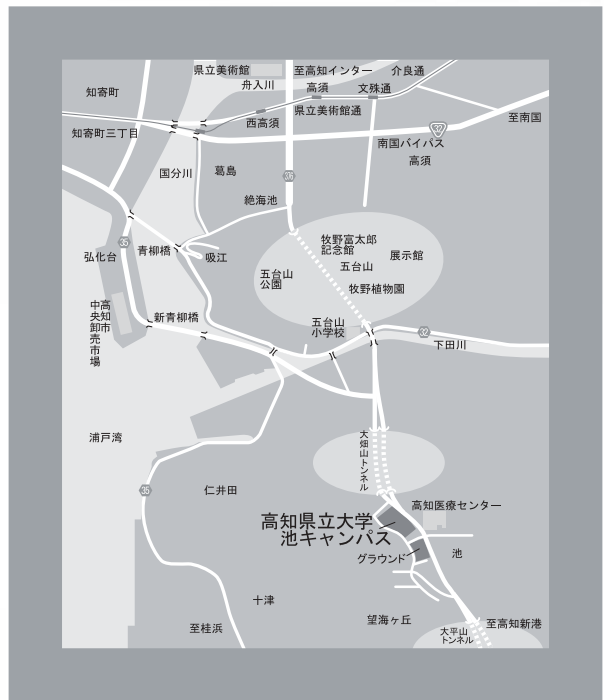 県立美術館
至高知インター
介良通
舟入川
高須
文殊通
知寄町
県立美術館通
西高須
至南国
知寄町三丁目
32
南国バイパス
高須
国分川
葛島
36
絶海池
牧野富太郎
記念館
展示館
35
青柳橋
吸江
五台山
弘化台
五台山
公園
牧野植物園
高知
中央卸売市場
新青柳橋
五台山
小学校
32
下田川
浦戸湾
大畑山トンネル
35
仁井田
高知医療センター
高知県立大学
池キャンパス
グラウンド
池
十津
望海ヶ丘
至桂浜
至高知新港
大平山
トンネル